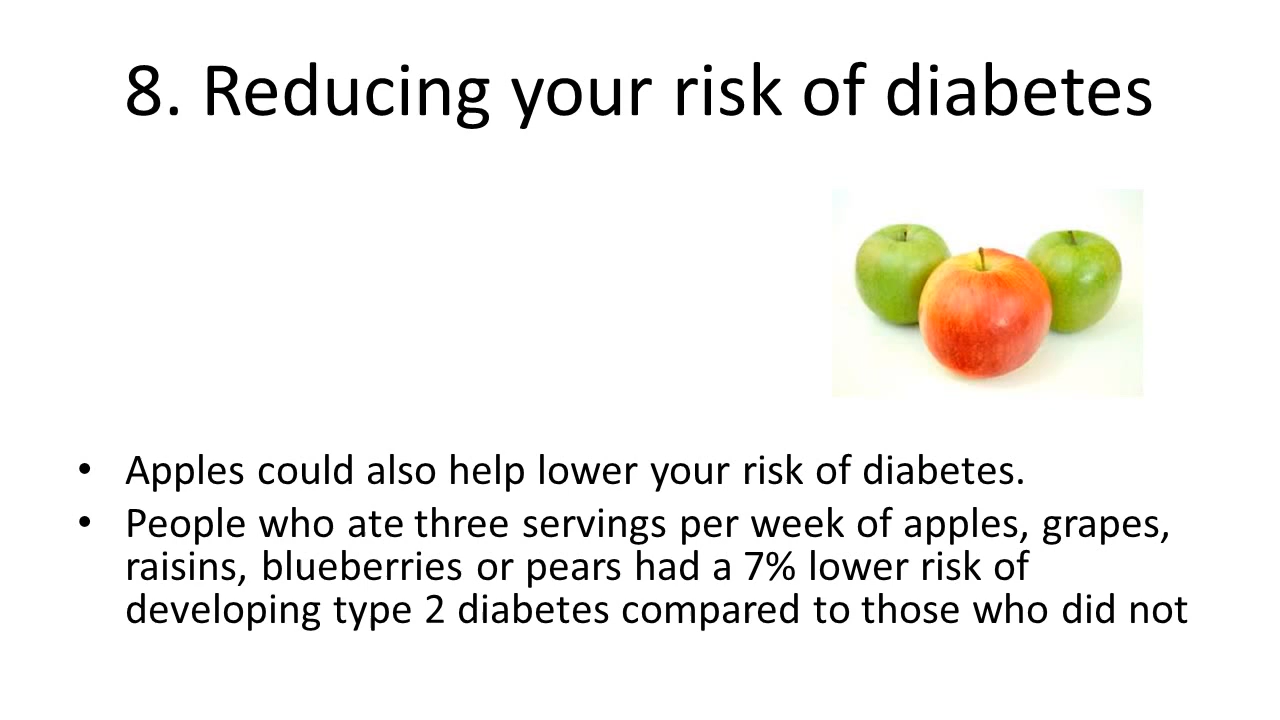 8. Reducing your risk of diabetes
• Apples could also help lower your risk of diabetes.
• People who ate three servings per week of apples, grapes,
raisins, blueberries or pears had a 7% lower risk of
developing type 2 diabetes compared to those who did not